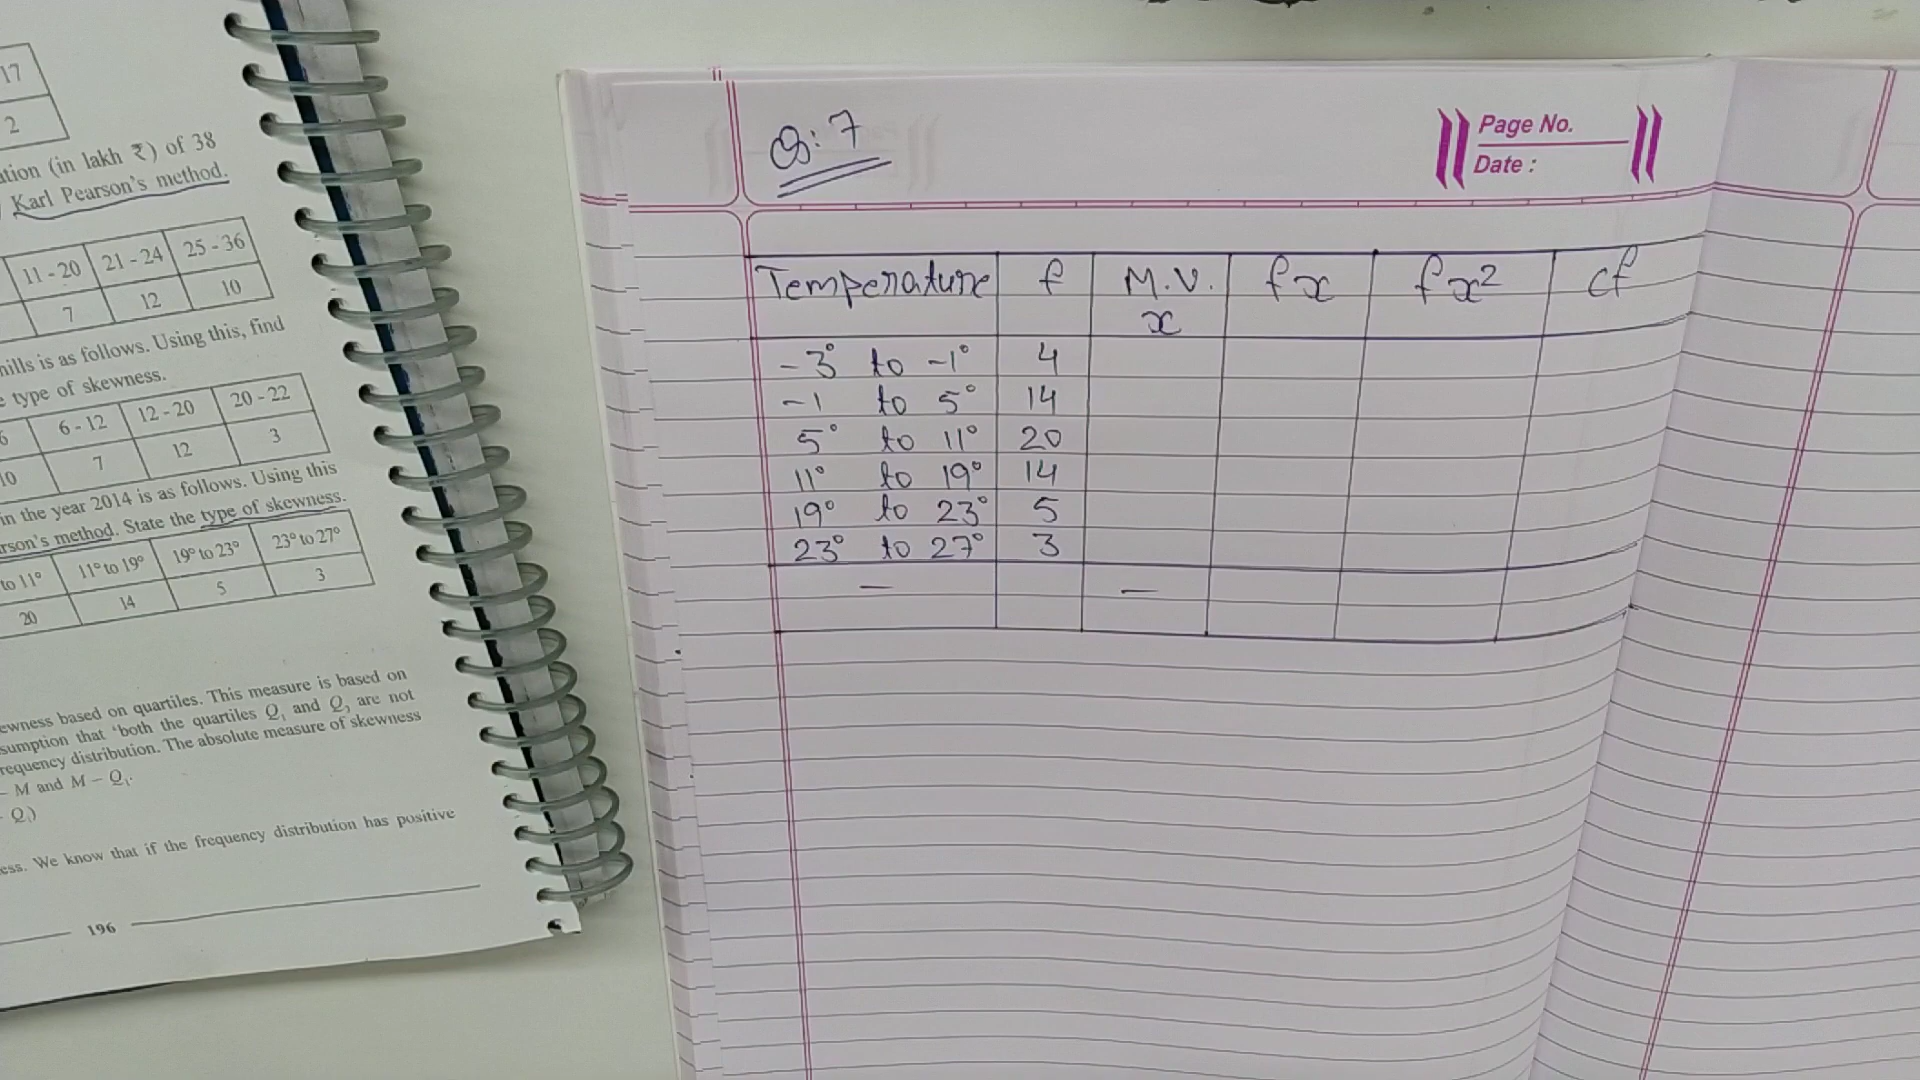 17
2
ation (in lakh ₹) of 38
Karl Pearson's method.
11 - 20 21 - 24 25 - 36
7 12 10
hills is as follows. Using this, find
e type of skewness.
6 6 - 12 12 - 20 20 - 22
10 7 12 3
in the year 2014 is as follows. Using this
rson's method. State the type of skewness.
to 11° 11° to 19° 19° to 23° 23° to 27°
20 14 5 3
ewness based on quartiles. This measure is based on
sumption that 'both the quartiles Q₁ and Q₃ are not
requency distribution. The absolute measure of skewness
- M and M - Q₁.
Q₁)
ess. We know that if the frequency distribution has positive
196
Q:7
Page No.
Date :
Temperature f M.V. x fx fx² cf
-3° to -1° 4
-1 to 5° 14
5° to 11° 20
11° to 19° 14
19° to 23° 5
23° to 27° 3
— —